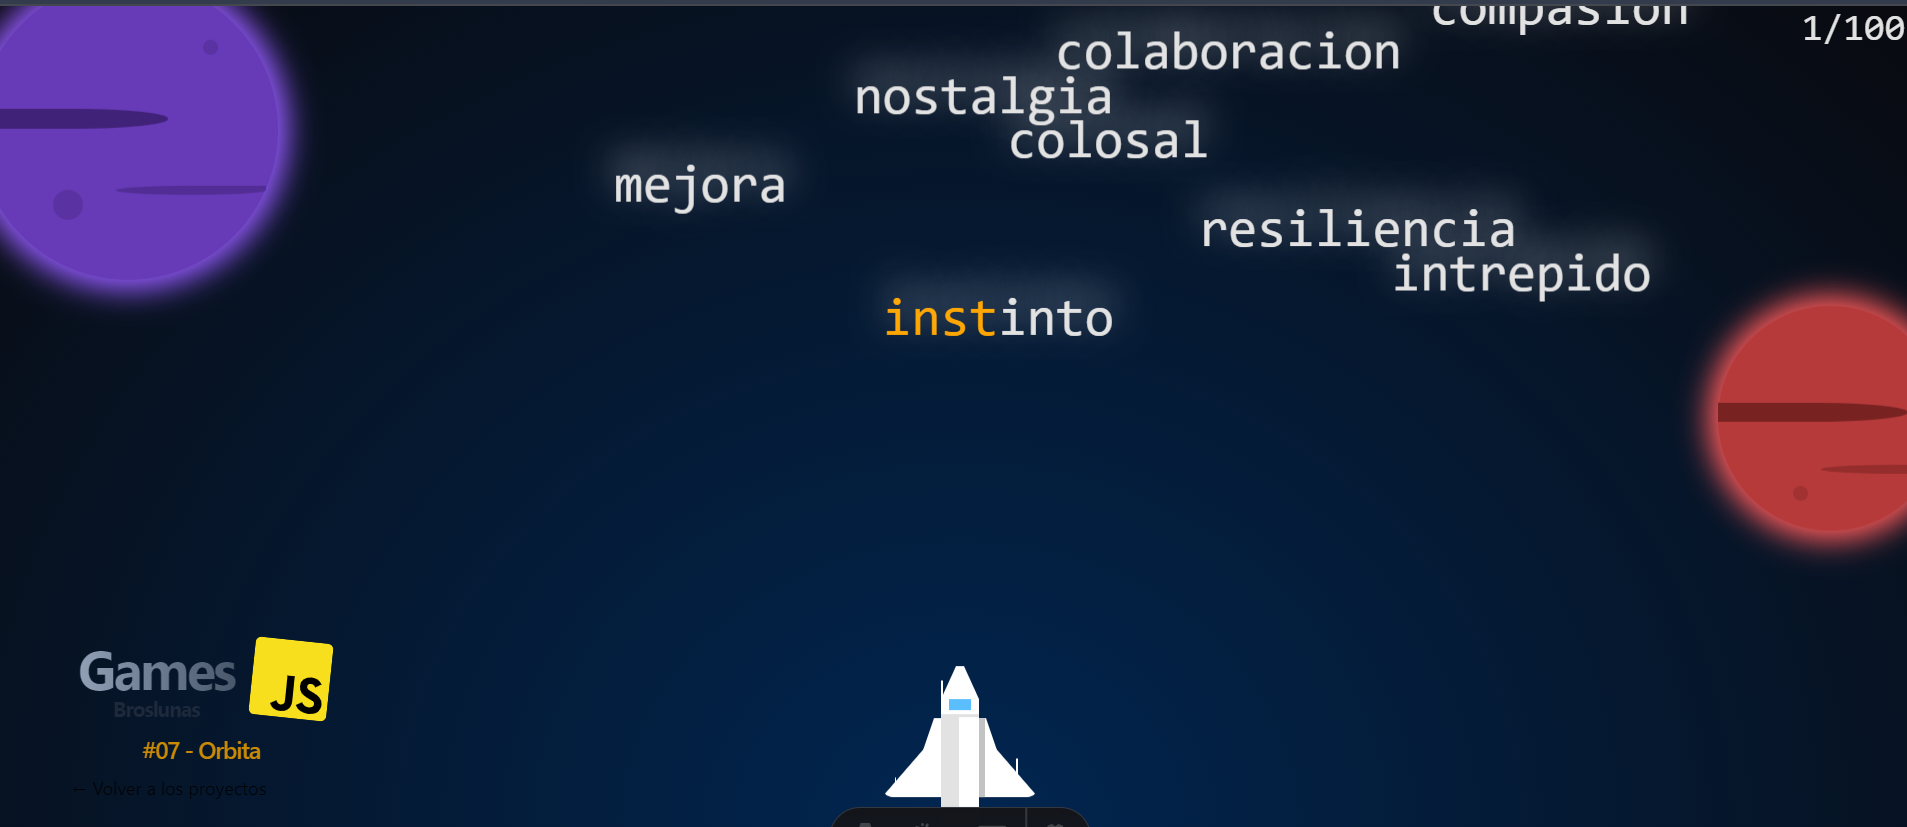 compasion
1/100
colaboracion
nostalgia
colosal
mejora
resiliencia
intrepido
instinto
Games
JS
Broslunas
#07 - Orbita
← Volver a los proyectos